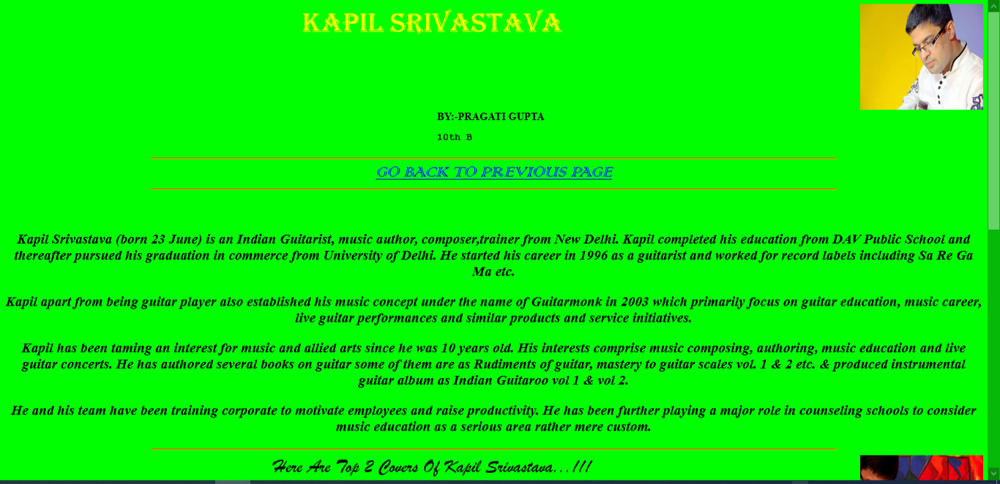 KAPIL SRIVASTAVA
BY:-PRAGATI GUPTA
10th B
GO BACK TO PREVIOUS PAGE
Kapil Srivastava (born 23 June) is an Indian Guitarist, music author, composer,trainer from New Delhi. Kapil completed his education from DAV Public School and
thereafter pursued his graduation in commerce from University of Delhi. He started his career in 1996 as a guitarist and worked for record labels including Sa Re Ga
Ma etc.
Kapil apart from being guitar player also established his music concept under the name of Guitarmonk in 2003 which primarily focus on guitar education, music career,
live guitar performances and similar products and service initiatives.
Kapil has been taming an interest for music and allied arts since he was 10 years old. His interests comprise music composing, authoring, music education and live
guitar concerts. He has authored several books on guitar some of them are as Rudiments of guitar, mastery to guitar scales vol. 1 & 2 etc. & produced instrumental
guitar album as Indian Guitaroo vol 1 & vol 2.
He and his team have been training corporate to motivate employees and raise productivity. He has been further playing a major role in counseling schools to consider
music education as a serious area rather mere custom.
Here Are Top 2 Covers Of Kapil Srivastava...!!!